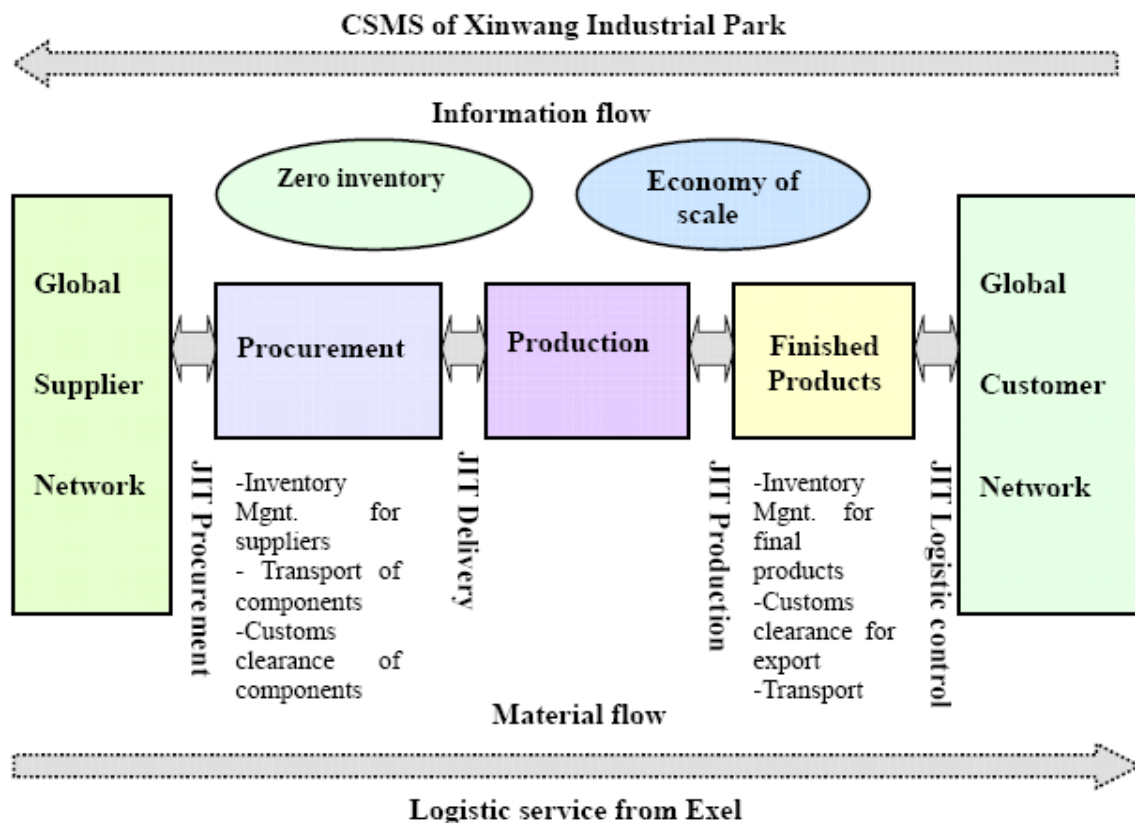 CSMS of Xinwang Industrial Park
Information flow
Zero inventory
Economy of
scale
Global
Supplier
Network
Procurement
Production
Finished
Products
Global
Customer
Network
JIT Procurement
-Inventory
Mgnt. for
suppliers
- Transport of
components
-Customs
clearance of
components
JIT Delivery
JIT Production
-Inventory
Mgnt. for
final
products
-Customs
clearance for
export
-Transport
JIT Logistic control
Material flow
Logistic service from Exel